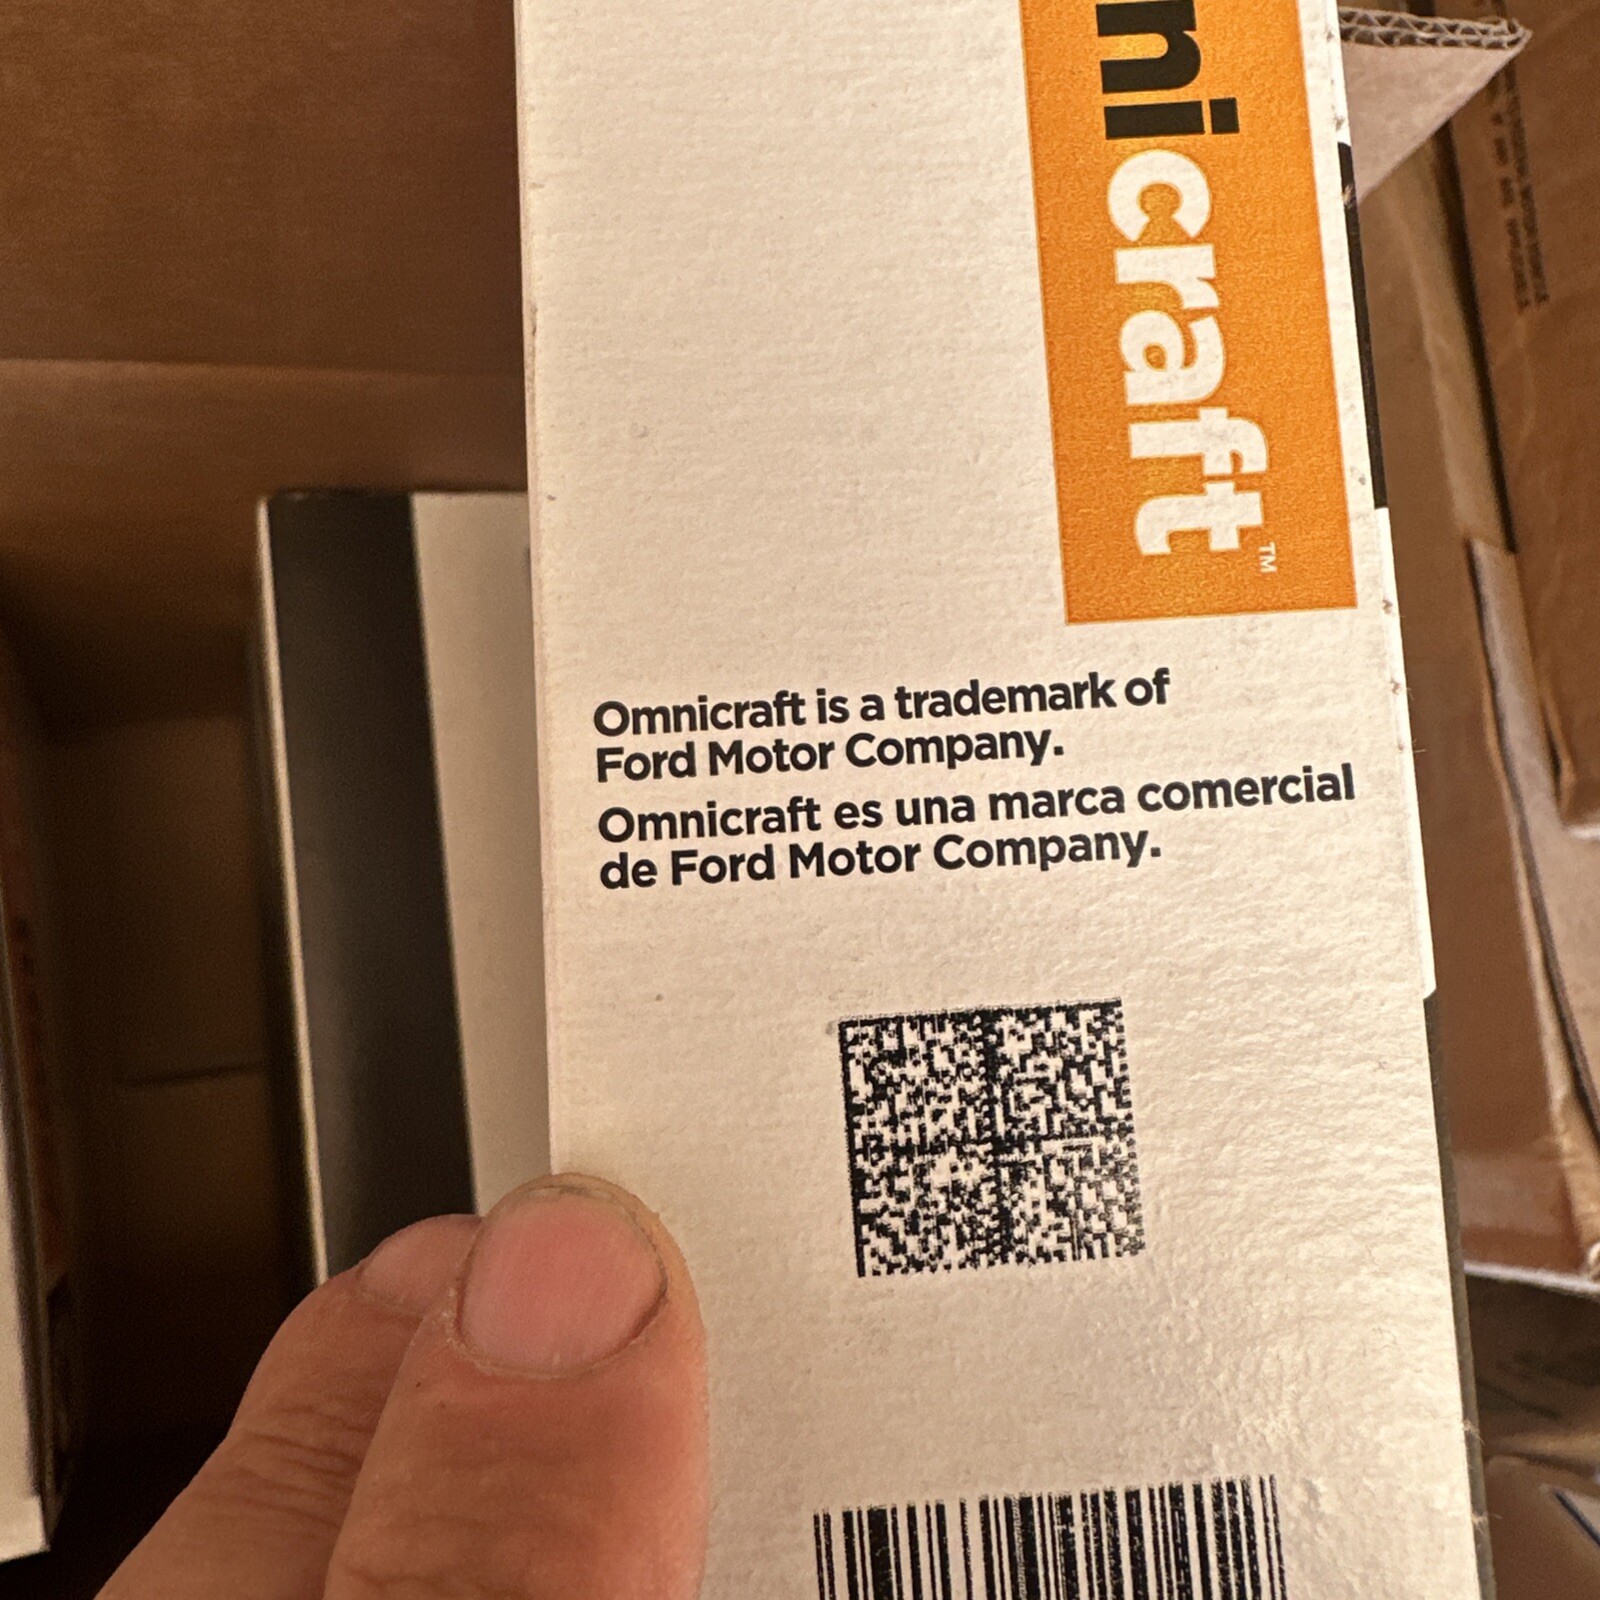 nicraft™
Omnicraft is a trademark of
Ford Motor Company.
Omnicraft es una marca comercial
de Ford Motor Company.